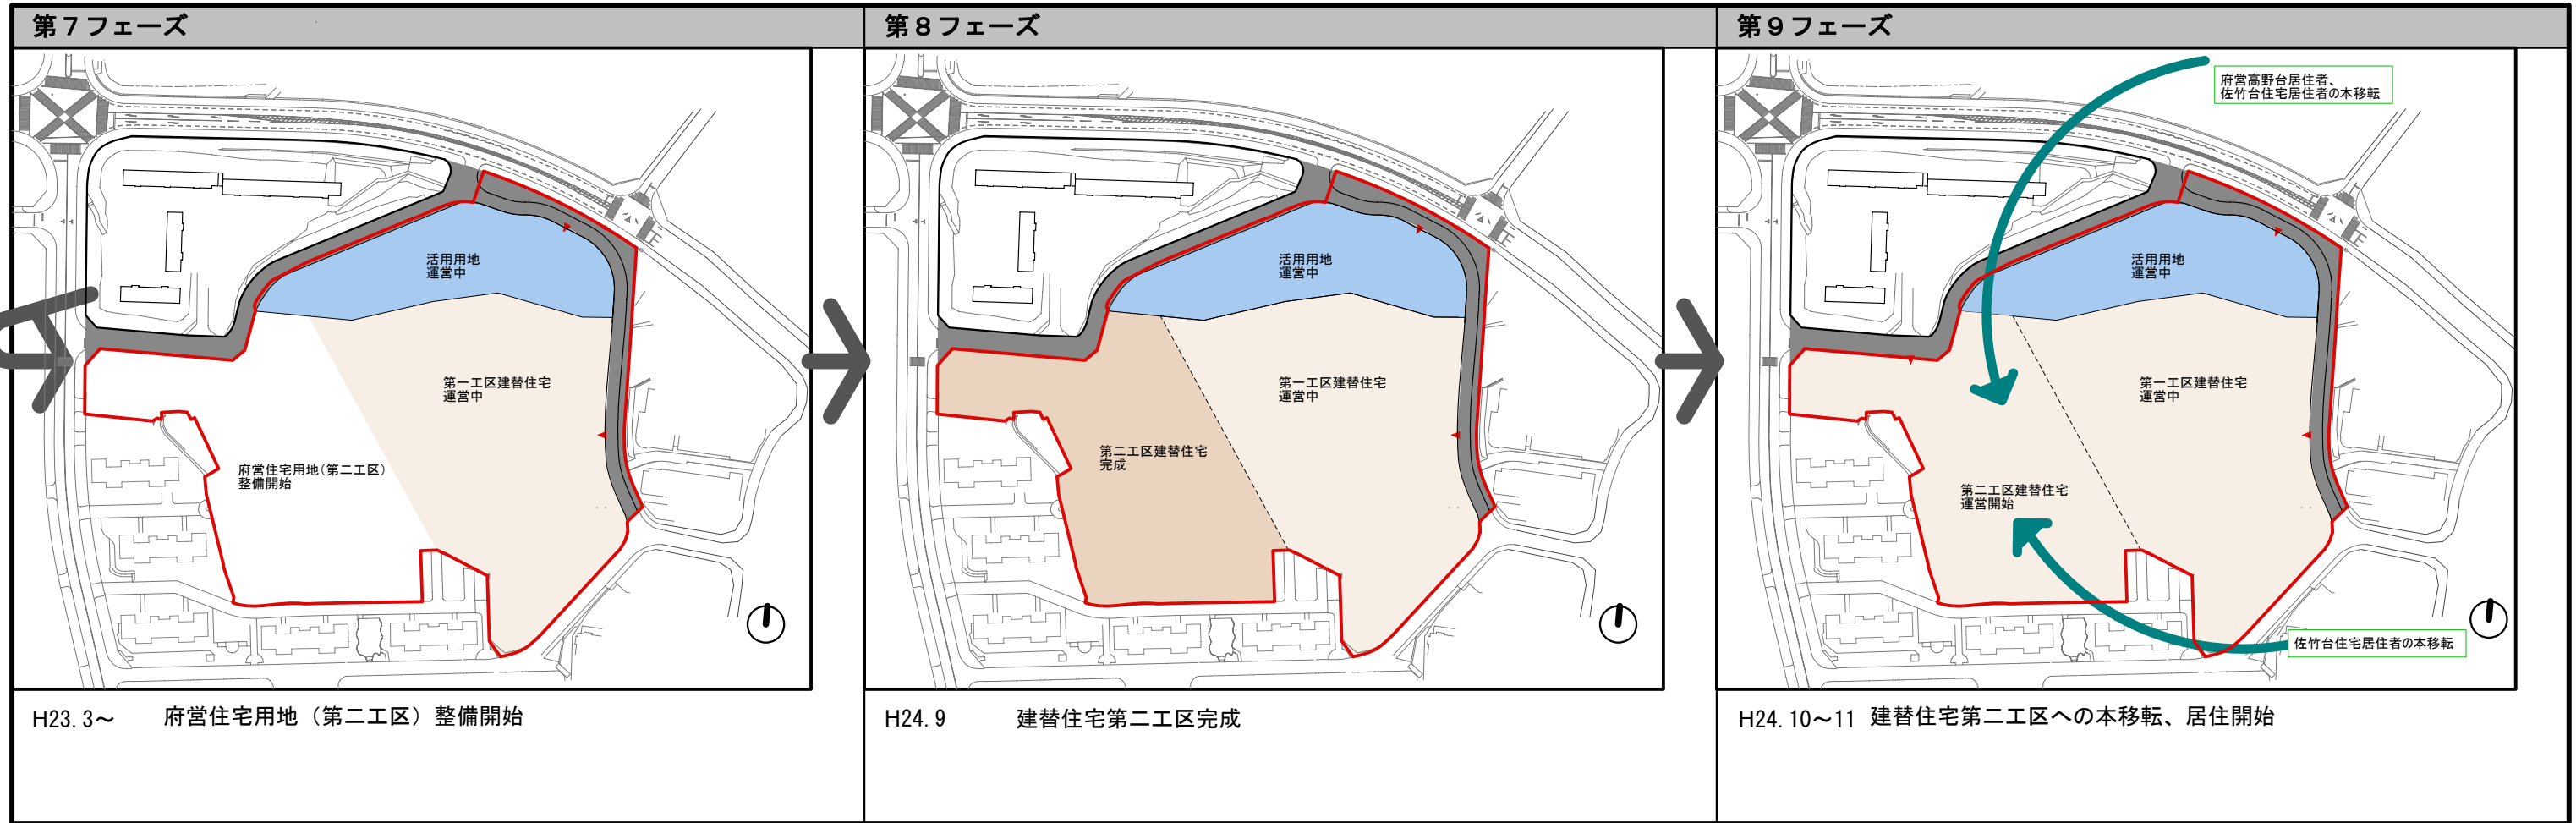 第７フェーズ
活用用地
運営中
第一工区建替住宅
運営中
府営住宅用地（第二工区）
整備開始
H23.3～ 府営住宅用地（第二工区）整備開始
第８フェーズ
活用用地
運営中
第一工区建替住宅
運営中
第二工区建替住宅
完成
H24.9 建替住宅第二工区完成
第９フェーズ
府営高野台居住者、
佐竹台住宅居住者の本移転
活用用地
運営中
第一工区建替住宅
運営中
第二工区建替住宅
運営開始
佐竹台住宅居住者の本移転
H24.10～11 建替住宅第二工区への本移転、居住開始